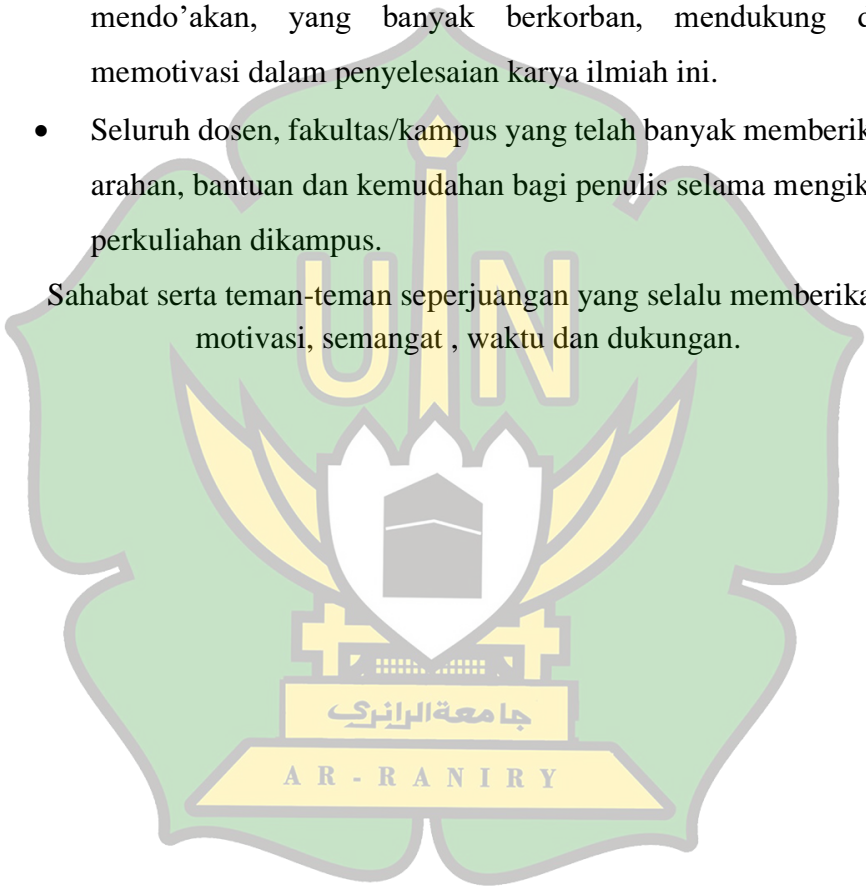 mendo’akan, yang banyak berkorban, mendukung
memotivasi dalam penyelesaian karya ilmiah ini.
• Seluruh dosen, fakultas/kampus yang telah banyak memberik
arahan, bantuan dan kemudahan bagi penulis selama mengik
perkuliahan dikampus.
Sahabat serta teman-teman seperjuangan yang selalu memberika
motivasi, semangat , waktu dan dukungan.
UIN
جامعةالرانري
AR-RANIRY